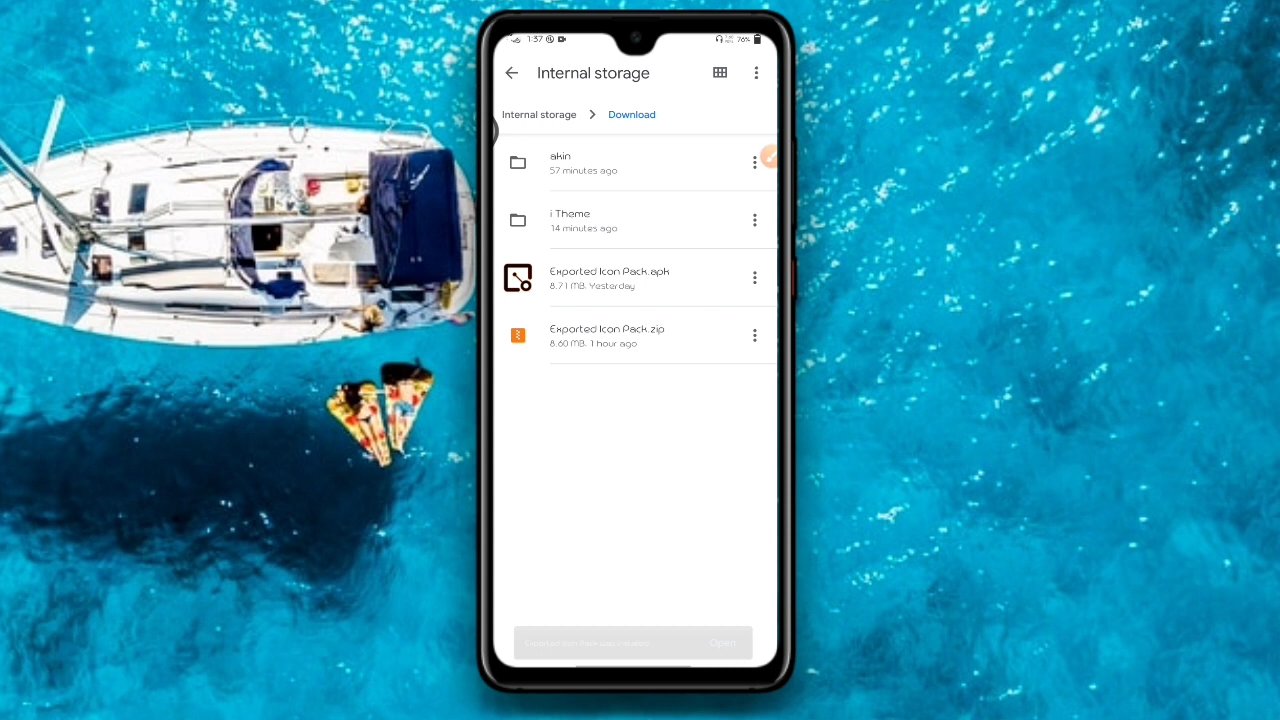 1:37
76%
Internal storage
Internal storage
Download
akin
57 minutes ago
i Theme
14 minutes ago
Exported Icon Pack.apk
8.71 MB, Yesterday
Exported Icon Pack.zip
8.60 MB, 1 hour ago
Open